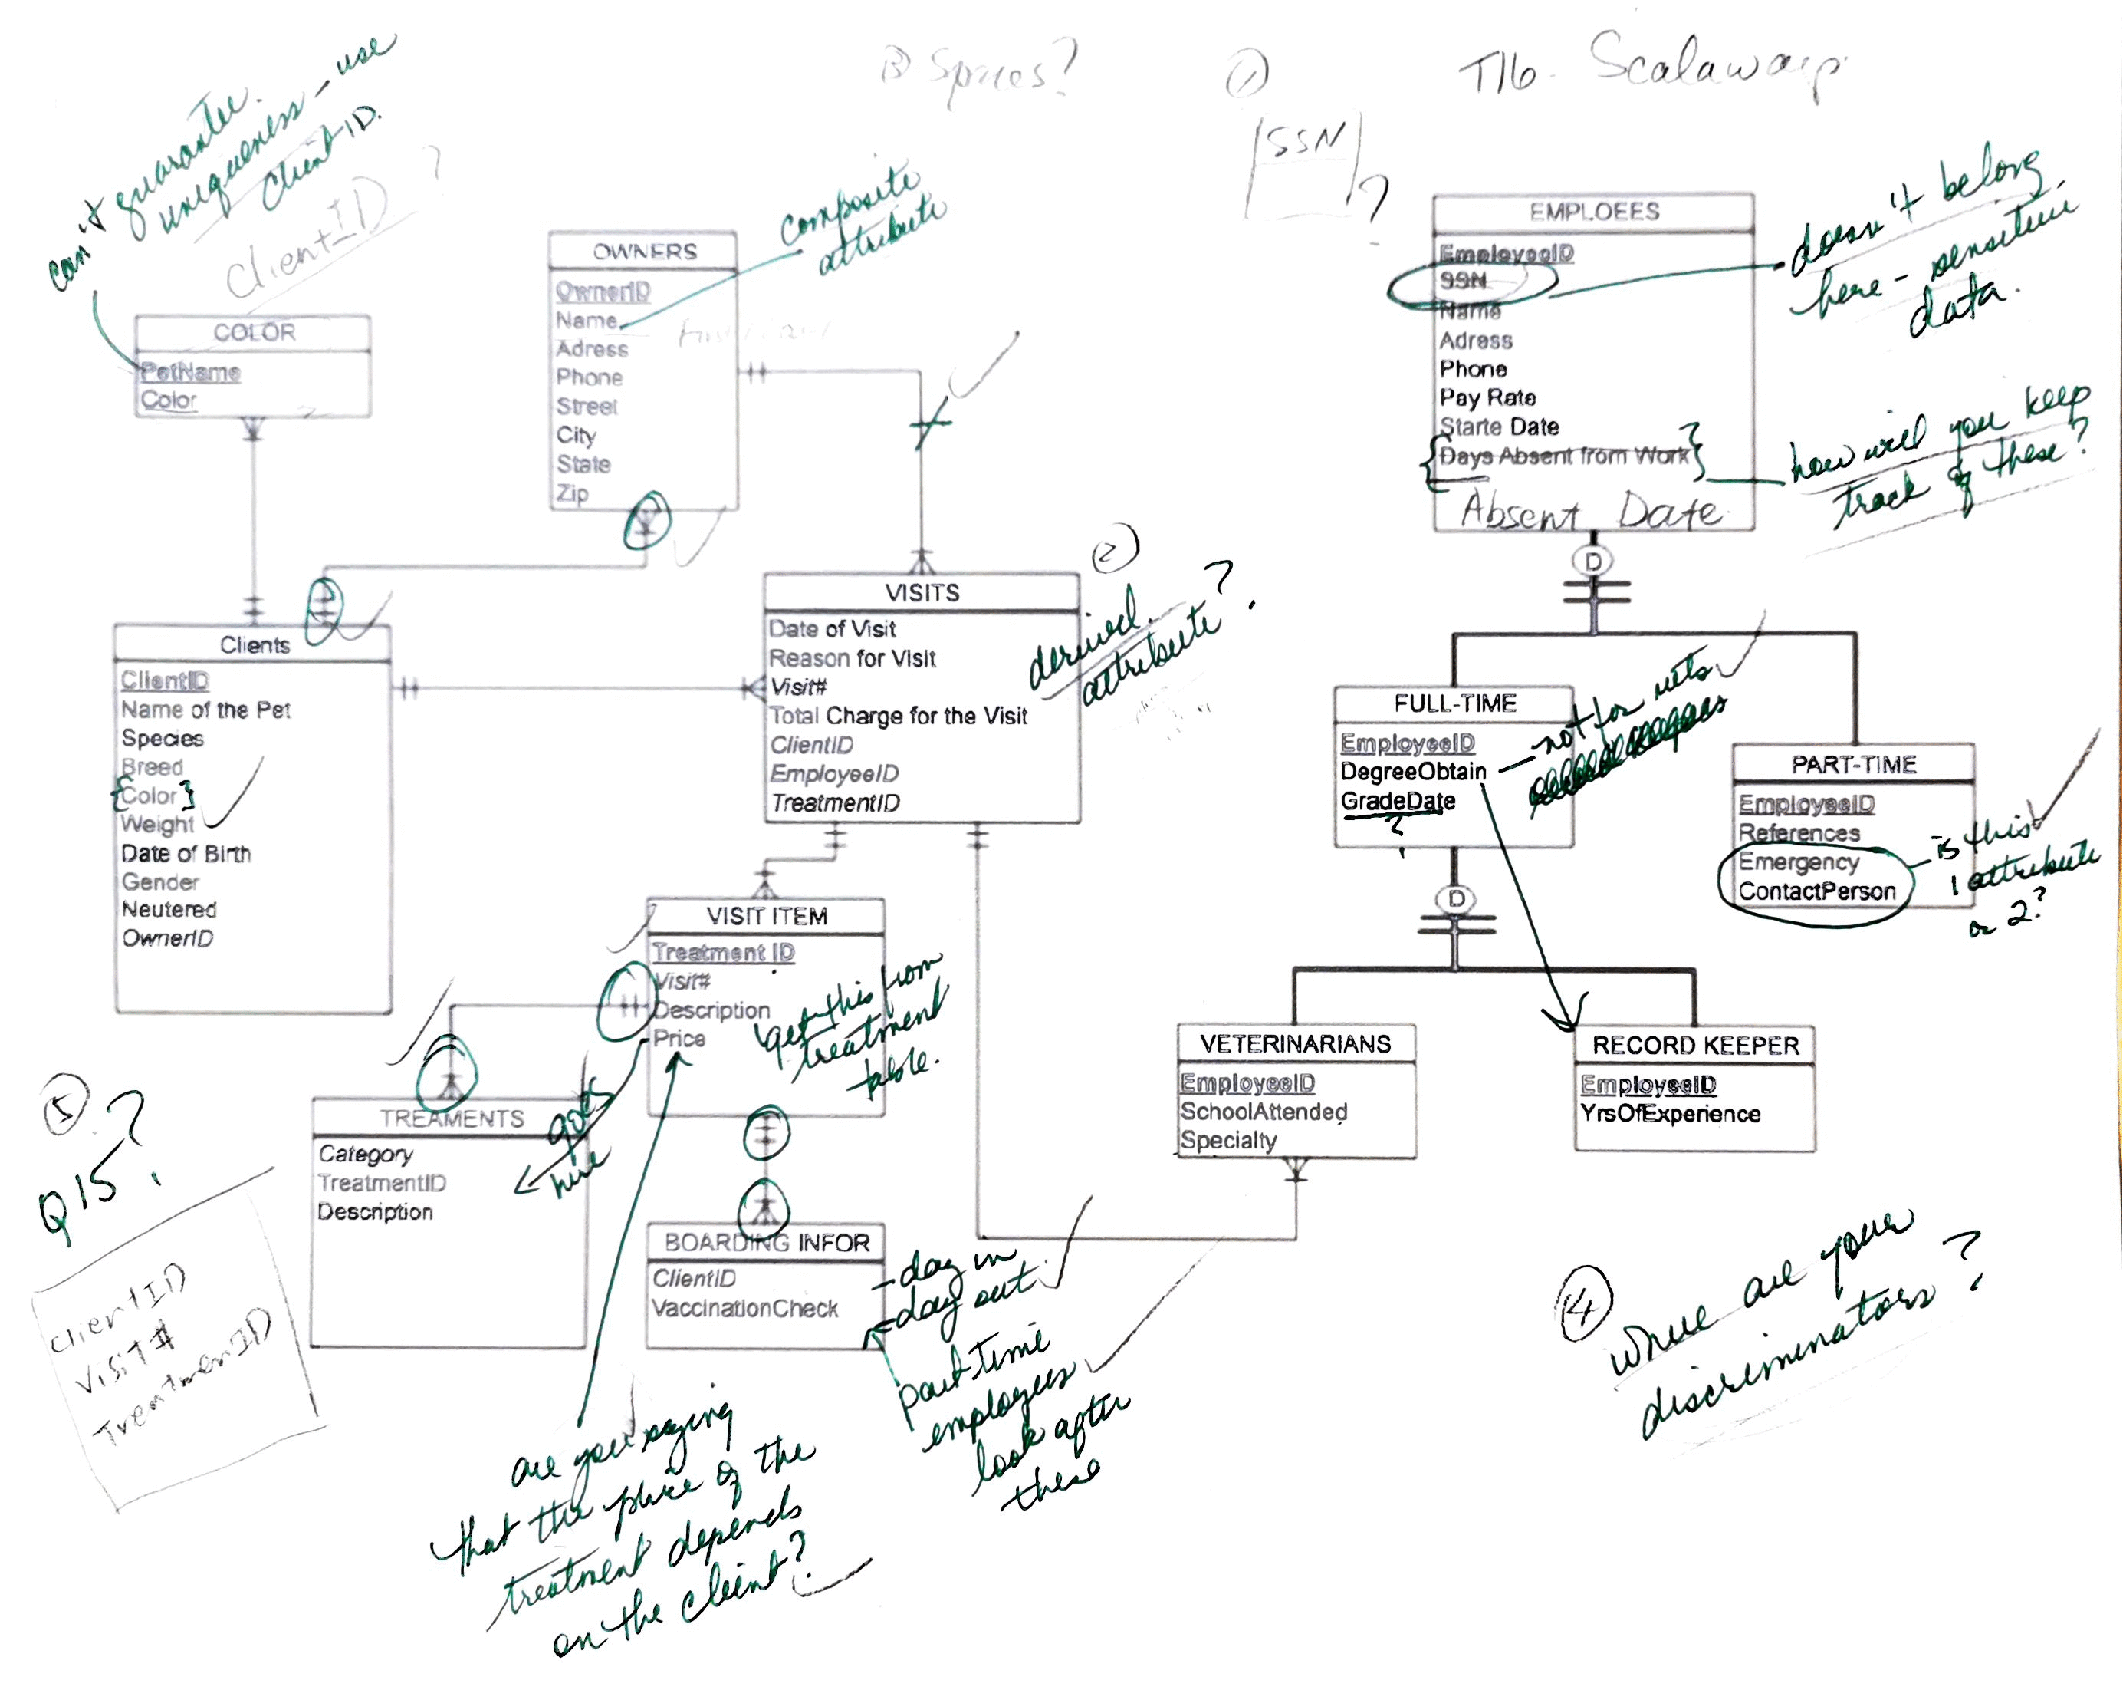 can't guarantee
uniqueness - use
client ID.
ClientID ?
B Spaces?
1
T16 - Scalawags
SSN
?
composite
attribute
COLOR
PetName
Color
OWNERS
OwnerID
Name
Adress
Phone
Street
City
State
Zip
EMPLOEES
EmployeeID
SSN
Name
Adress
Phone
Pay Rate
Starte Date
{Days Absent from Work}
Absent Date
doesn't belong
here - sensitive
data.
how will you keep
track of these?
D
Clients
ClientID
Name of the Pet
Species
Breed
{Color}
Weight
Date of Birth
Gender
Neutered
OwnerID
VISITS
Date of Visit
Reason for Visit
Visit#
Total Charge for the Visit
ClientID
EmployeeID
TreatmentID
2
derived
attribute?
FULL-TIME
EmployeeID
DegreeObtain
GradeDate
?
- not for vets
PART-TIME
EmployeeID
References
Emergency
ContactPerson
is this
1 attribute
or 2?
D
VISIT ITEM
Treatment ID
Visit#
Description
Price
get this from
treatment
table.
goes
here
VETERINARIANS
EmployeeID
SchoolAttended
Specialty
RECORD KEEPER
EmployeeID
YrsOfExperience
5
Q15?
ClientID
Visit#
TreatmenID
TREAMENTS
Category
TreatmentID
Description
BOARDING INFOR
ClientID
VaccinationCheck
- day in
- day out
part-time
employees
look after
these
are you saying
that the price of the
treatment depends
on the client?
4
where are your
discriminators?